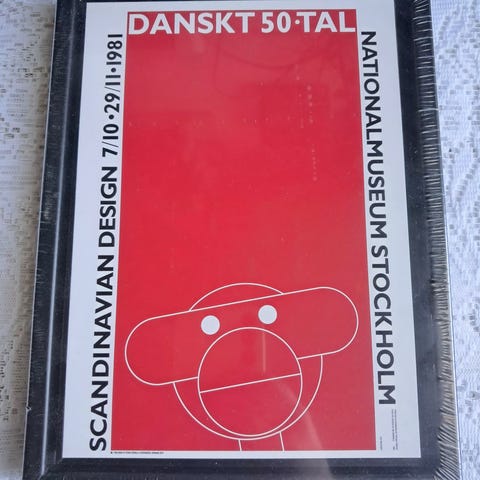 DANSKT 50·TAL
SCANDINAVIAN DESIGN 7/10·29/11·1981
NATIONALMUSEUM STOCKHOLM